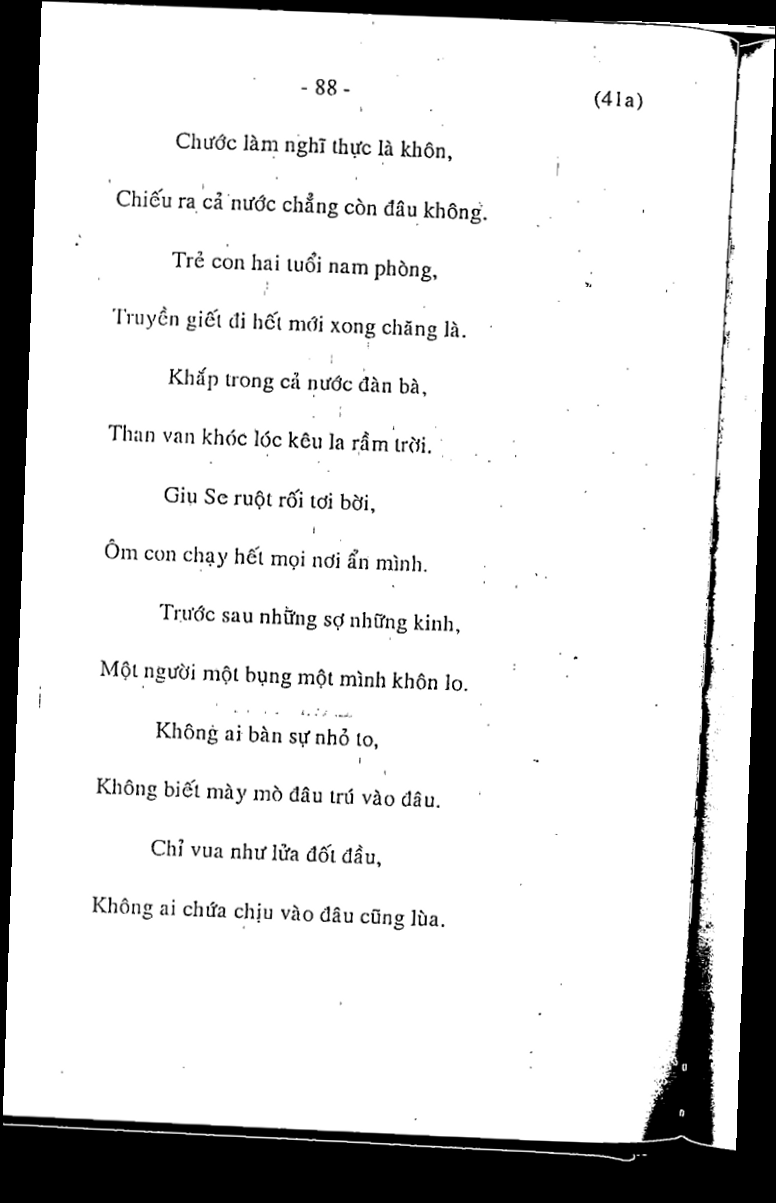 - 88 -
(41a)
Chước làm nghĩ thực là khôn,
Chiếu ra cả nước chẳng còn đâu không.
Trẻ con hai tuổi nam phòng,
Truyền giết đi hết mới xong chăng là.
Khắp trong cả nước đàn bà,
Than van khóc lóc kêu la rầm trời.
Giu Se ruột rối tơi bời,
Ôm con chạy hết mọi nơi ẩn mình.
Trước sau những sợ những kinh,
Một người một bụng một mình khôn lo.
Không ai bàn sự nhỏ to,
Không biết mày mò đâu trú vào đâu.
Chỉ vua như lửa đốt đầu,
Không ai chứa chịu vào đâu cũng lùa.